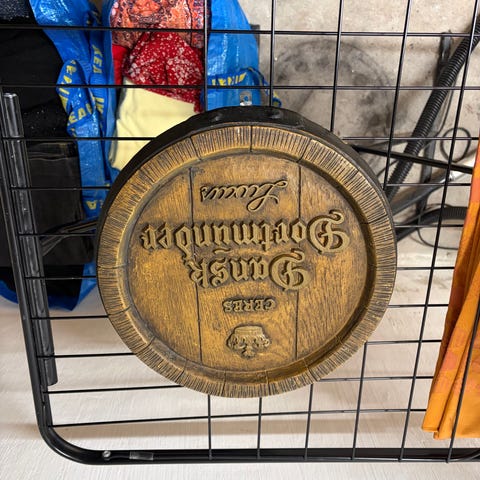 CERES
Dansk
Dortmunder
Luxus